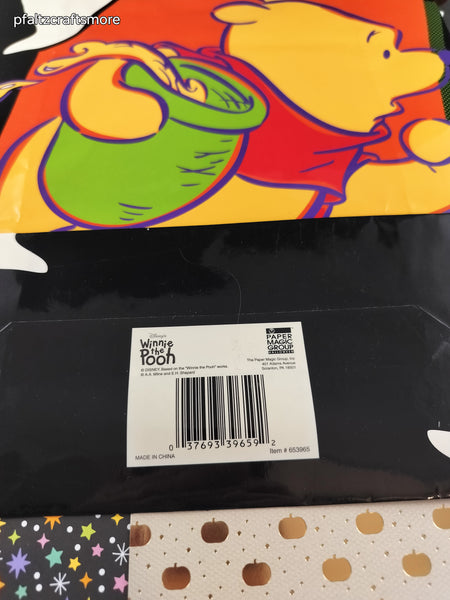 pfaltzcraftsmore
Disney's
Winnie
the
Pooh
© DISNEY. Based on the "Winnie the Pooh" works,
© A.A. Milne and E.H. Shepard
PAPER
MAGIC
GROUP
HALLOWEEN
The Paper Magic Group, Inc
401 Adams Avenue
Scranton, PA 18501
0 37693 39659 2
MADE IN CHINA
Item # 653965